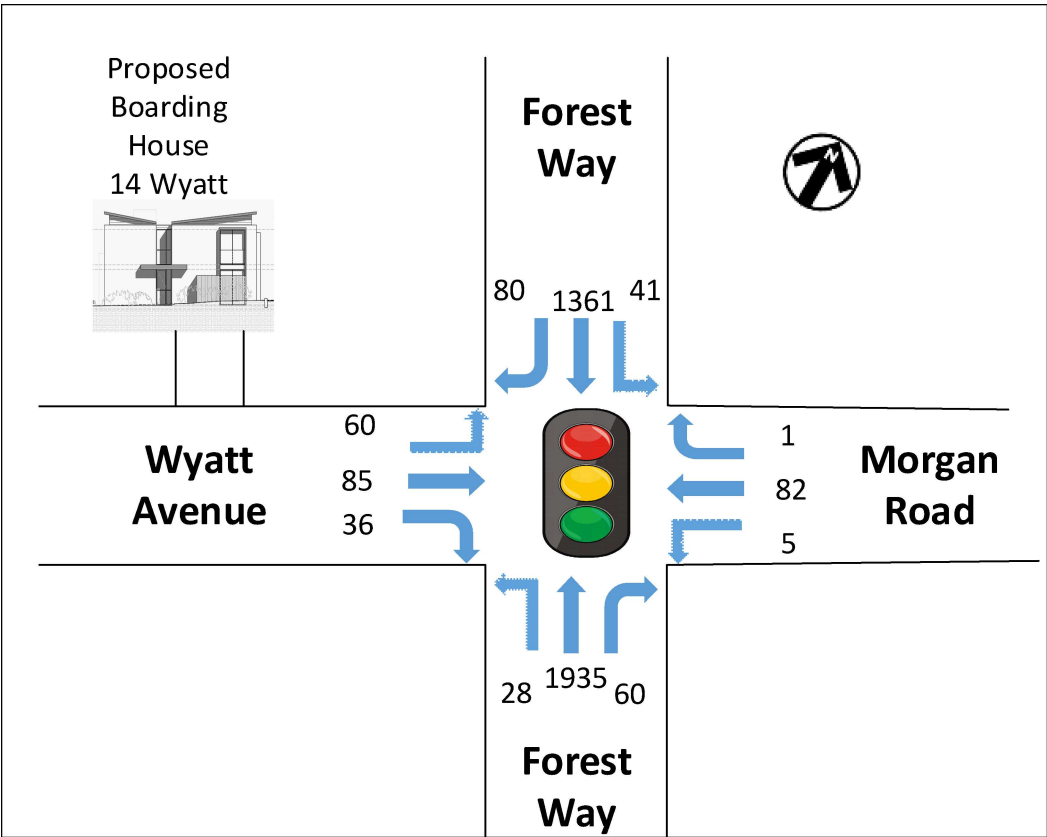 Proposed
Boarding
House
14 Wyatt
Forest
Way
N
80
1361
41
60
85
36
Wyatt
Avenue
1
82
5
Morgan
Road
28
1935
60
Forest
Way